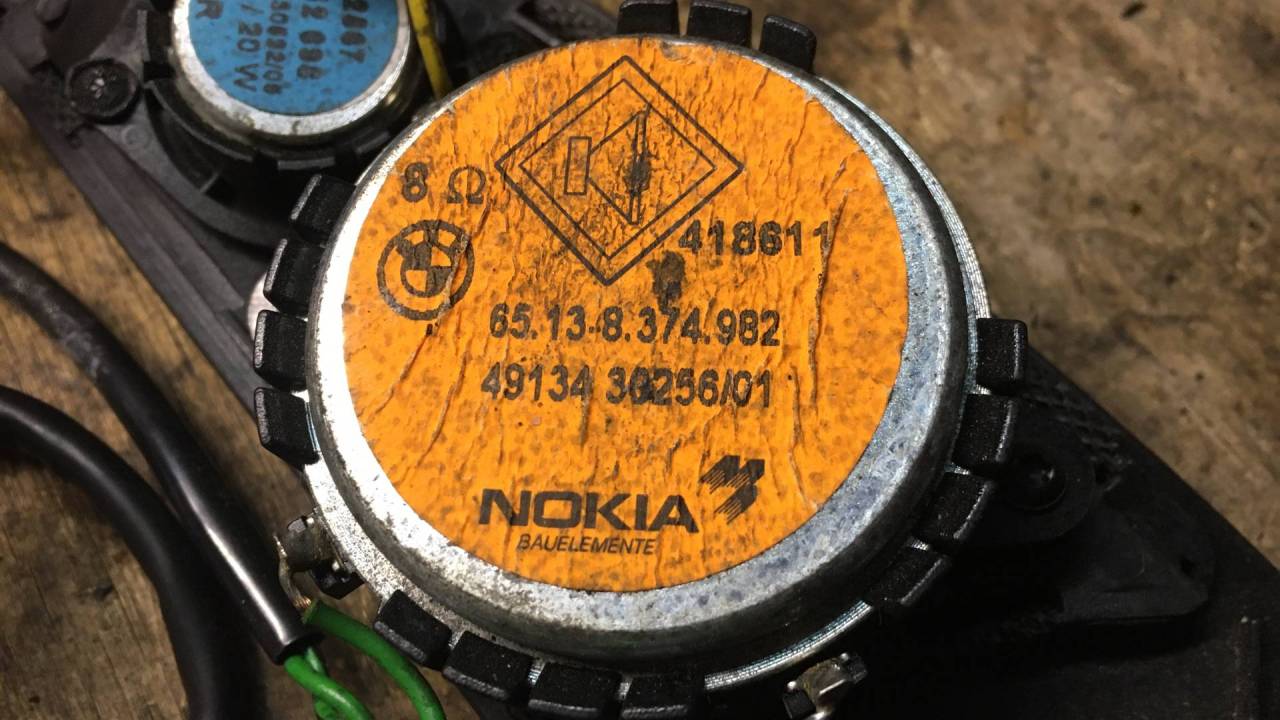 8 Ω
418611
65.13-8.374.982
49134 30256/01
NOKIA
BAUELEMENTE
/ 20 W
R